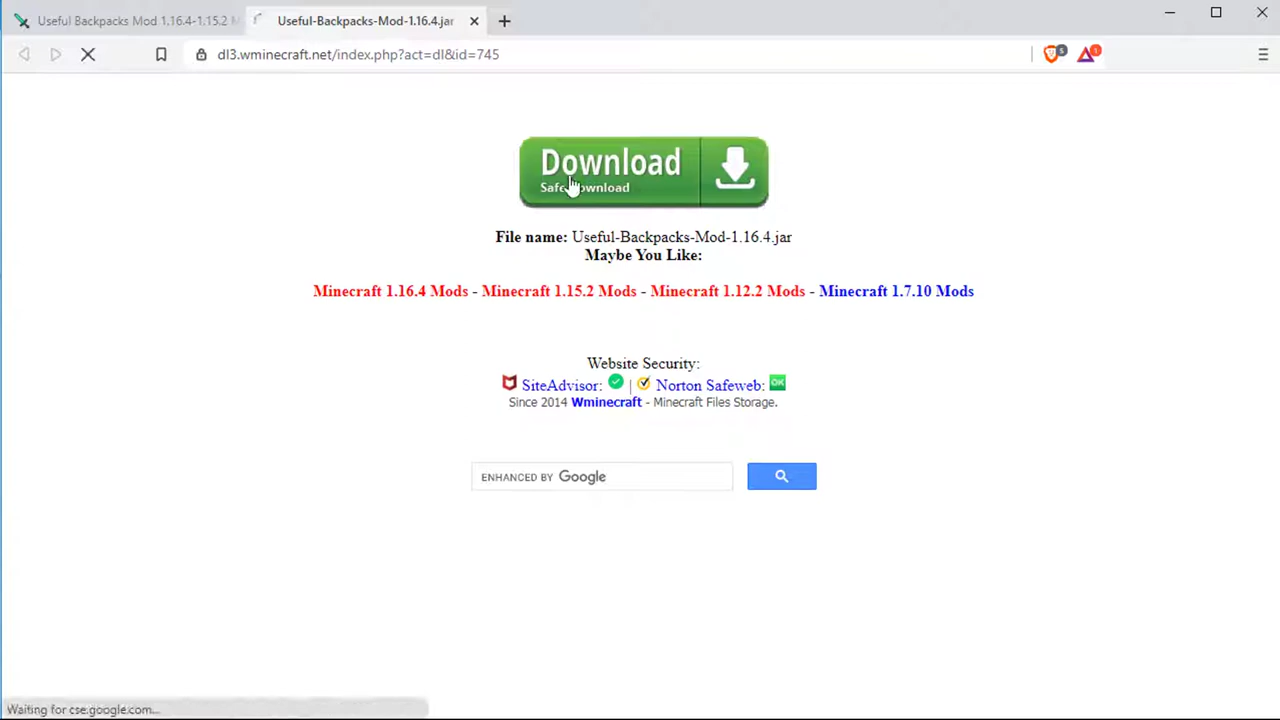 Useful Backpacks Mod 1.16.4-1.15.2 M
Useful-Backpacks-Mod-1.16.4.jar
dl3.wminecraft.net/index.php?act=dl&id=745
5
1
Download
Safe Download
File name: Useful-Backpacks-Mod-1.16.4.jar
Maybe You Like:
Minecraft 1.16.4 Mods - Minecraft 1.15.2 Mods - Minecraft 1.12.2 Mods - Minecraft 1.7.10 Mods
Website Security:
SiteAdvisor: | Norton Safeweb: OK
Since 2014 Wminecraft - Minecraft Files Storage.
ENHANCED BY Google
Waiting for cse.google.com...